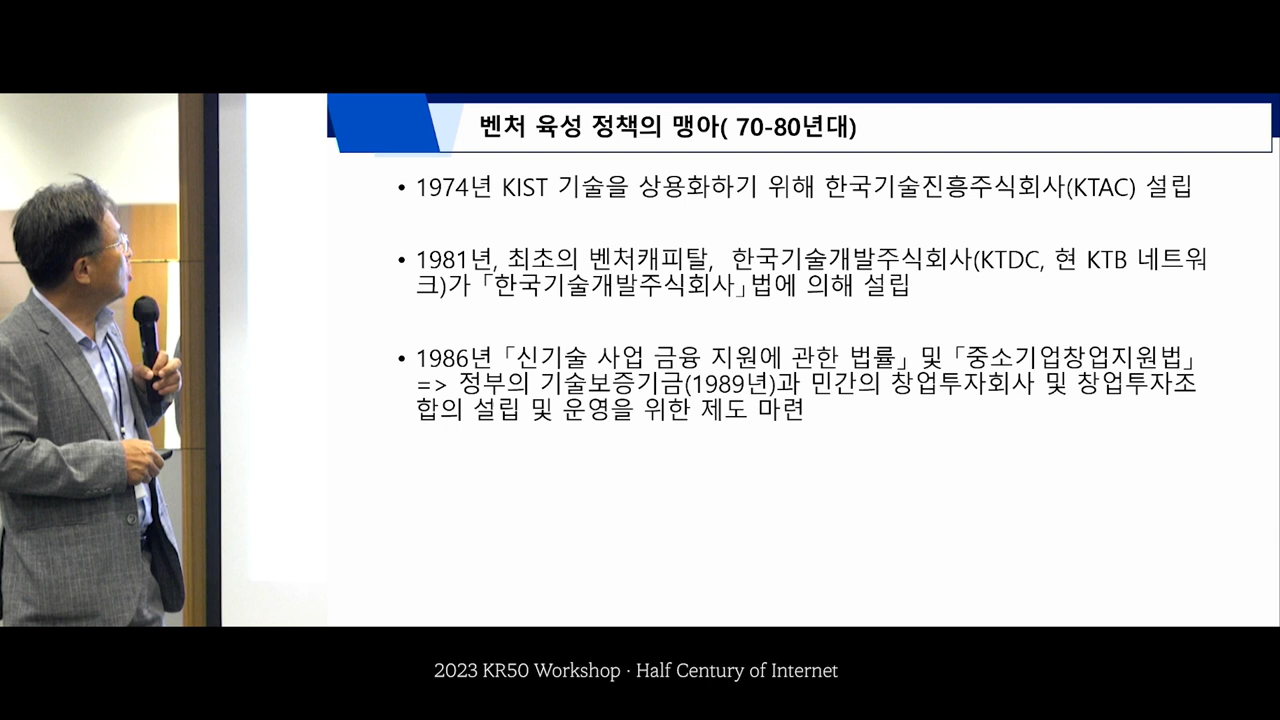 벤처 육성 정책의 맹아( 70-80년대)
• 1974년 KIST 기술을 상용화하기 위해 한국기술진흥주식회사(KTAC) 설립
• 1981년, 최초의 벤처캐피탈, 한국기술개발주식회사(KTDC, 현 KTB 네트워
크)가 「한국기술개발주식회사」법에 의해 설립
• 1986년 「신기술 사업 금융 지원에 관한 법률」 및 「중소기업창업지원법」
=> 정부의 기술보증기금(1989년)과 민간의 창업투자회사 및 창업투자조
합의 설립 및 운영을 위한 제도 마련
2023 KR50 Workshop · Half Century of Internet